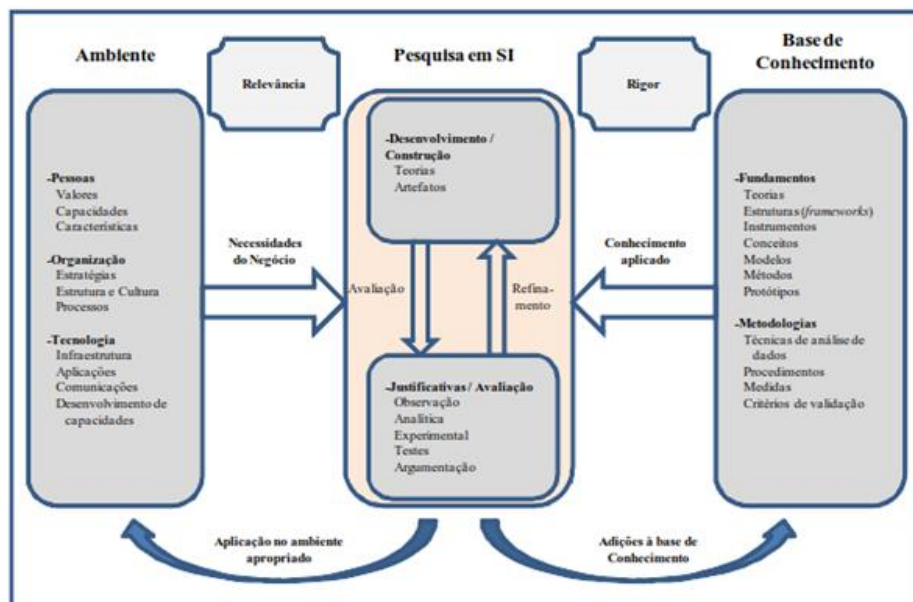 Ambiente
Relevância
Pesquisa em SI
Rigor
Base de
Conhecimento
-Pessoas
Valores
Capacidades
Características
-Organização
Estratégias
Estrutura e Cultura
Processos
-Tecnologia
Infraestrutura
Aplicações
Comunicações
Desenvolvimento de
capacidades
Necessidades
do Negócio
-Desenvolvimento /
Construção
Teorias
Artefatos
Avaliação
Refina-
mento
-Justificativas / Avaliação
Observação
Analítica
Experimental
Testes
Argumentação
Conhecimento
aplicado
-Fundamentos
Teorias
Estruturas (frameworks)
Instrumentos
Conceitos
Modelos
Métodos
Protótipos
-Metodologias
Técnicas de análise de
dados
Procedimentos
Medidas
Critérios de validação
Aplicação no ambiente
apropriado
Adições à base de
Conhecimento